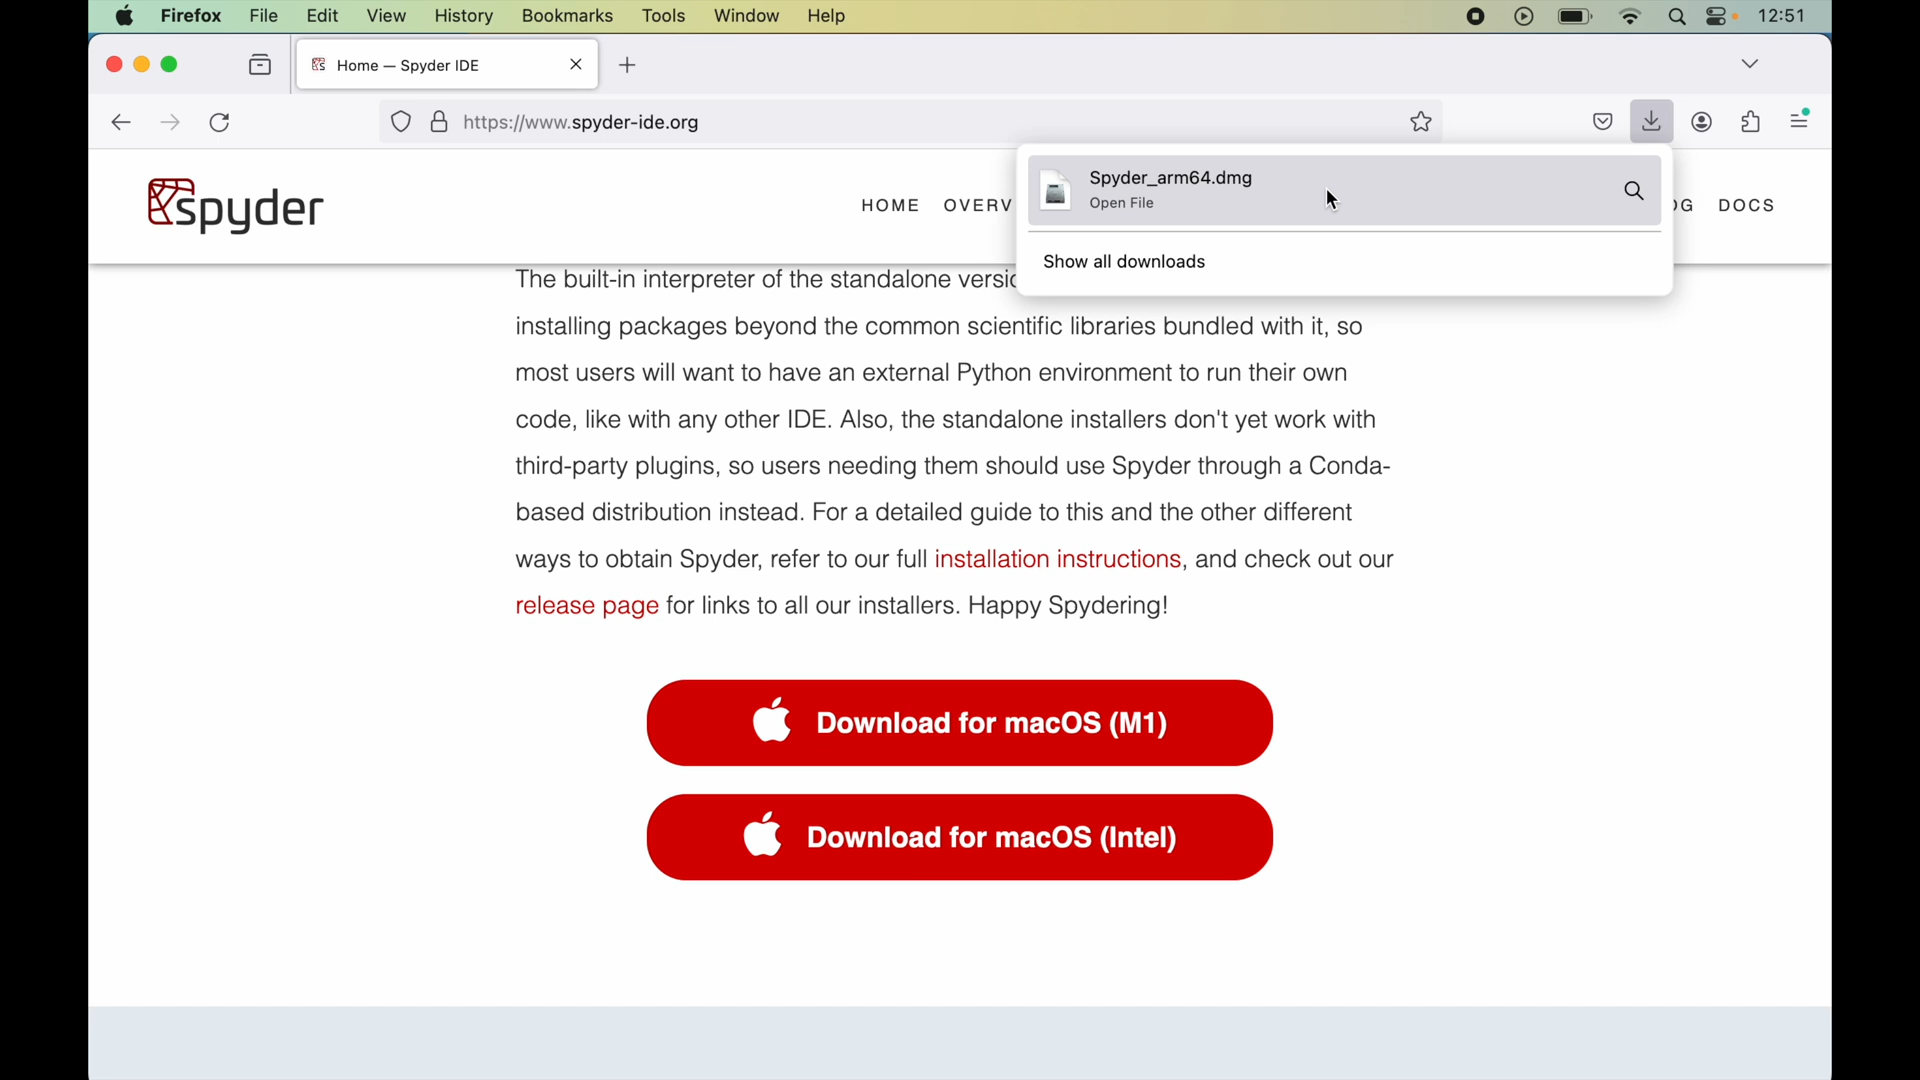 Firefox File Edit View History Bookmarks Tools Window Help 12:51
Home — Spyder IDE
https://www.spyder-ide.org
spyder
HOME OVERV OG DOCS
Spyder_arm64.dmg
Open File
Show all downloads
The built-in interpreter of the standalone versio
installing packages beyond the common scientific libraries bundled with it, so
most users will want to have an external Python environment to run their own
code, like with any other IDE. Also, the standalone installers don't yet work with
third-party plugins, so users needing them should use Spyder through a Conda-
based distribution instead. For a detailed guide to this and the other different
ways to obtain Spyder, refer to our full installation instructions, and check out our
release page for links to all our installers. Happy Spydering!
Download for macOS (M1)
Download for macOS (Intel)